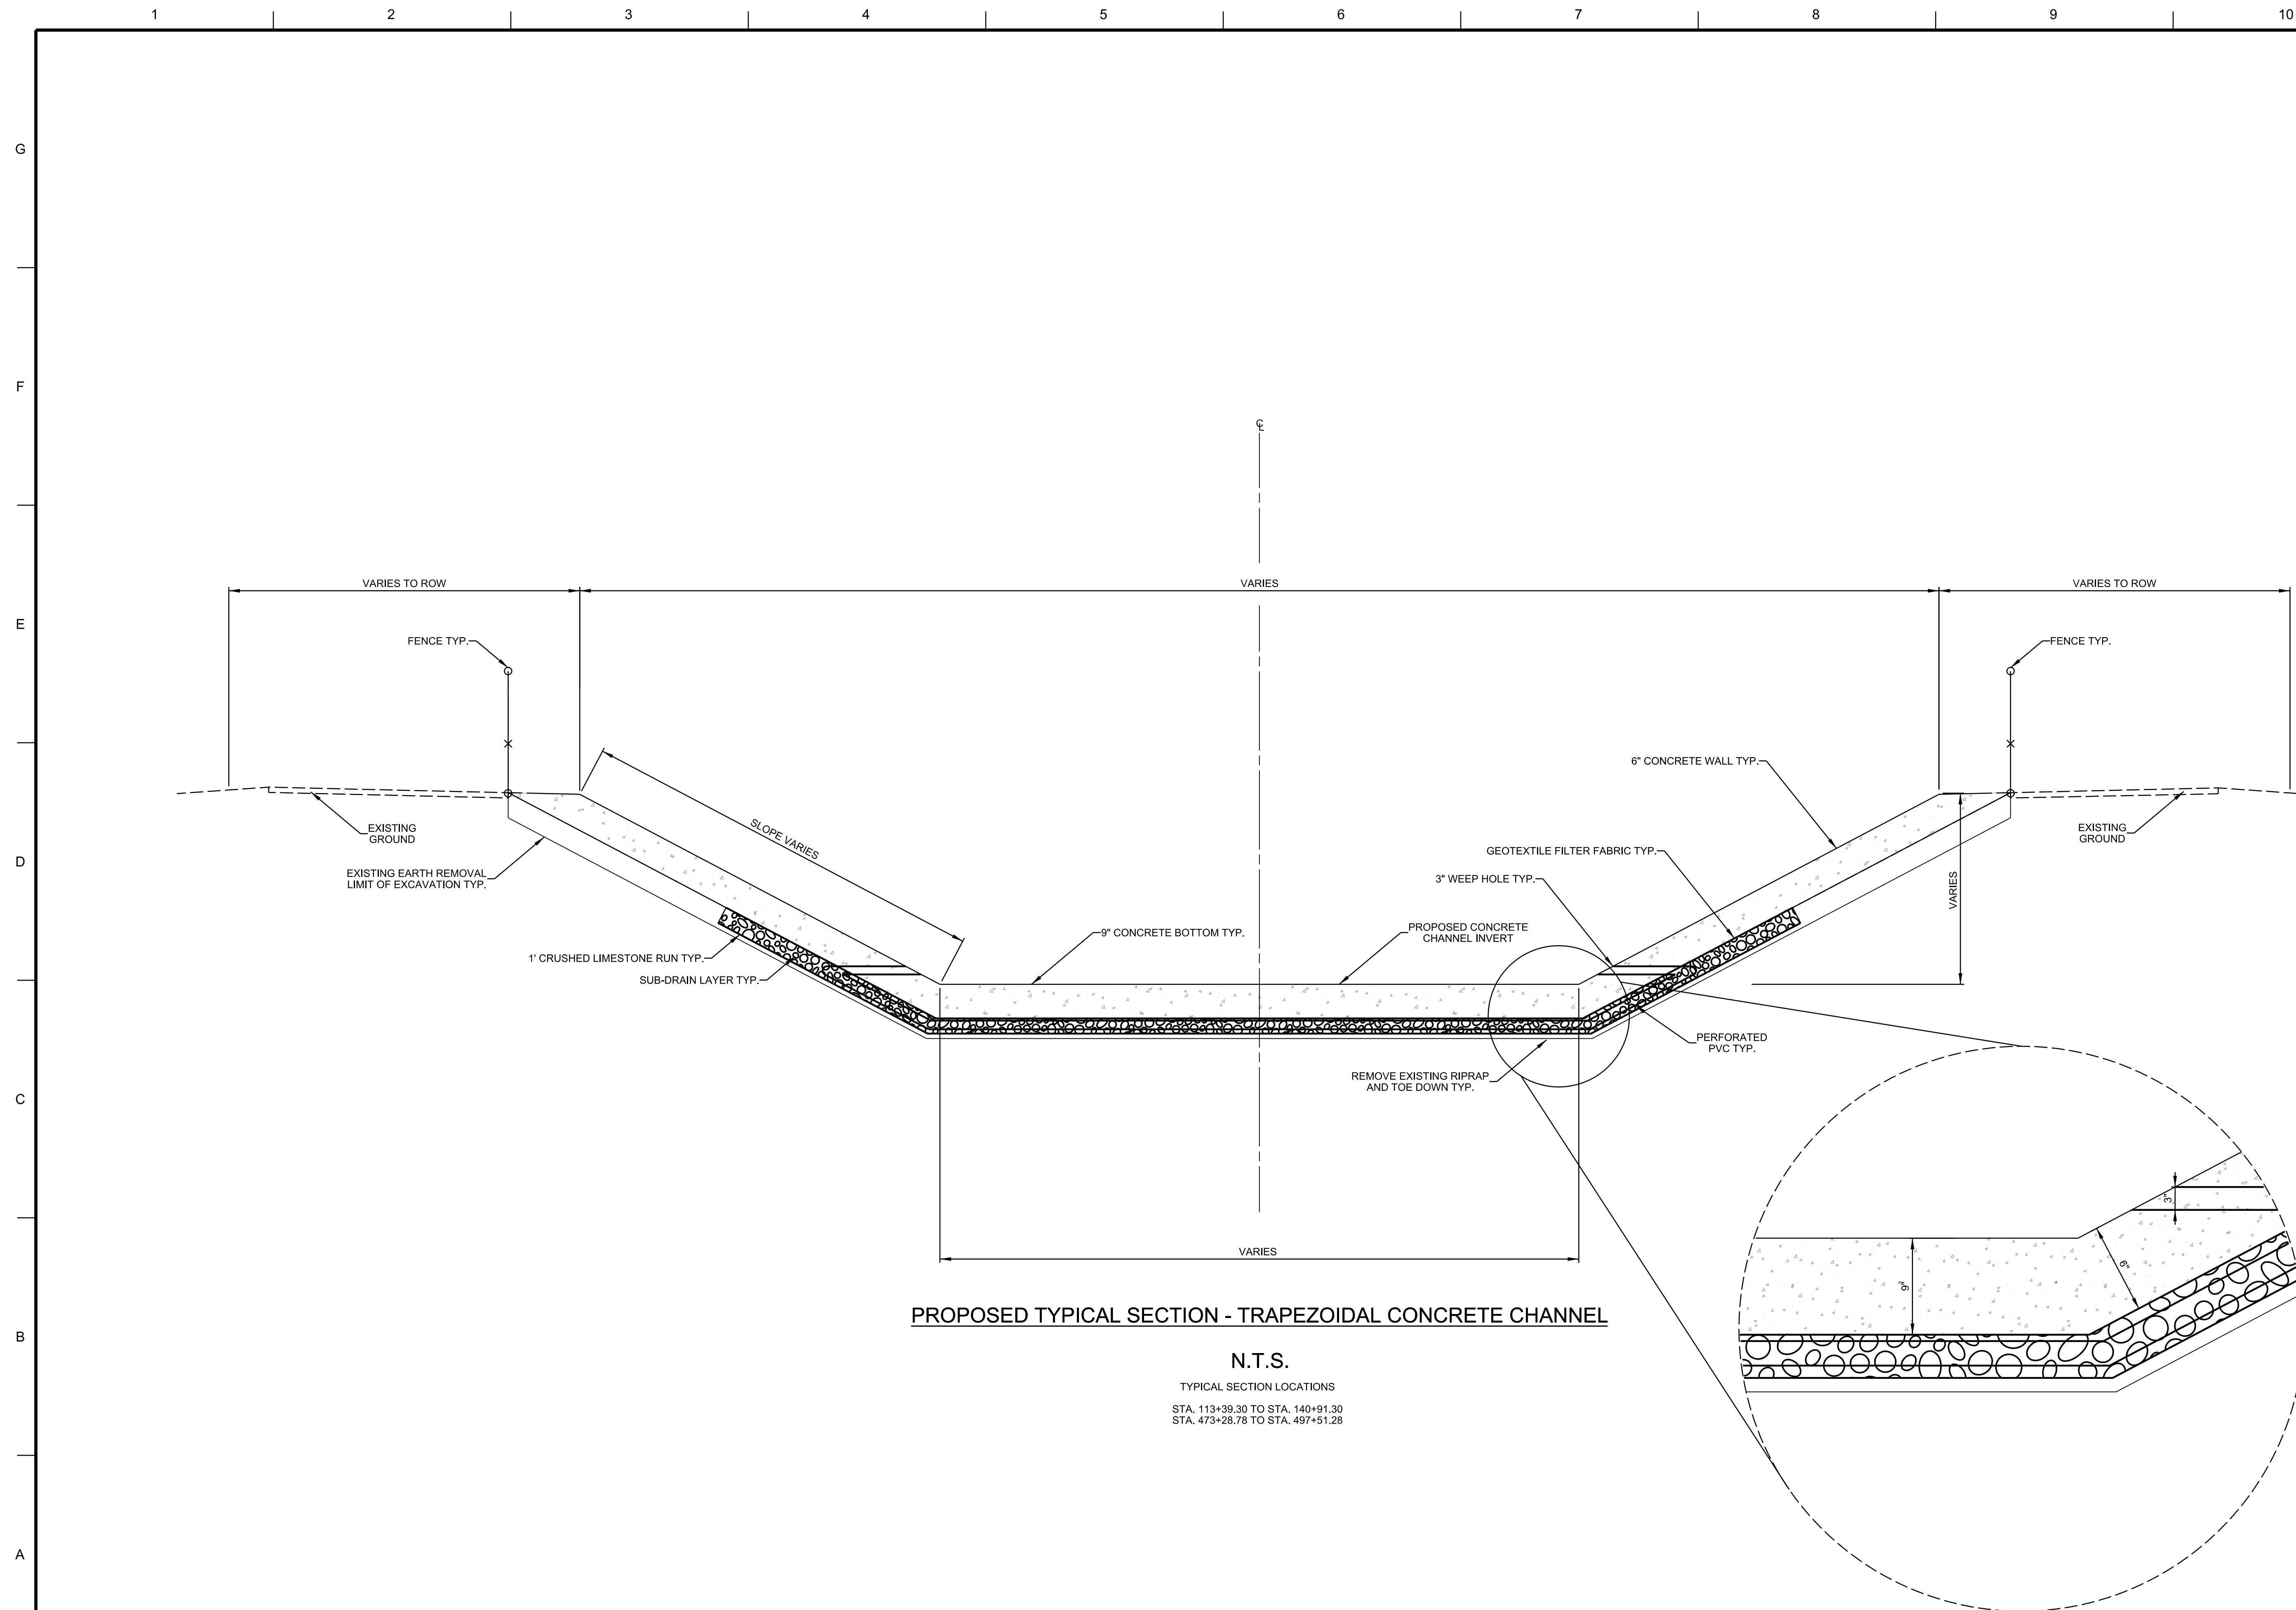 1
2
3
4
5
6
7
8
9
10
G
F
E
D
C
B
A
℄
VARIES TO ROW
VARIES
VARIES TO ROW
FENCE TYP.
FENCE TYP.
6" CONCRETE WALL TYP.
SLOPE VARIES
EXISTING
GROUND
EXISTING
GROUND
GEOTEXTILE FILTER FABRIC TYP.
EXISTING EARTH REMOVAL
LIMIT OF EXCAVATION TYP.
3" WEEP HOLE TYP.
VARIES
9" CONCRETE BOTTOM TYP.
PROPOSED CONCRETE
CHANNEL INVERT
1' CRUSHED LIMESTONE RUN TYP.
SUB-DRAIN LAYER TYP.
PERFORATED
PVC TYP.
REMOVE EXISTING RIPRAP
AND TOE DOWN TYP.
3"
6"
9"
VARIES
PROPOSED TYPICAL SECTION - TRAPEZOIDAL CONCRETE CHANNEL
N.T.S.
TYPICAL SECTION LOCATIONS
STA. 113+39.30 TO STA. 140+91.30
STA. 473+28.78 TO STA. 497+51.28